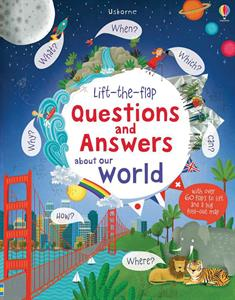 Usborne
What?
When?
Which?
Lift-the-flap
Questions
and
Answers
about our
world
Why?
Can?
How?
Where?
with over
60 flaps to lift
and a big
fold-out map